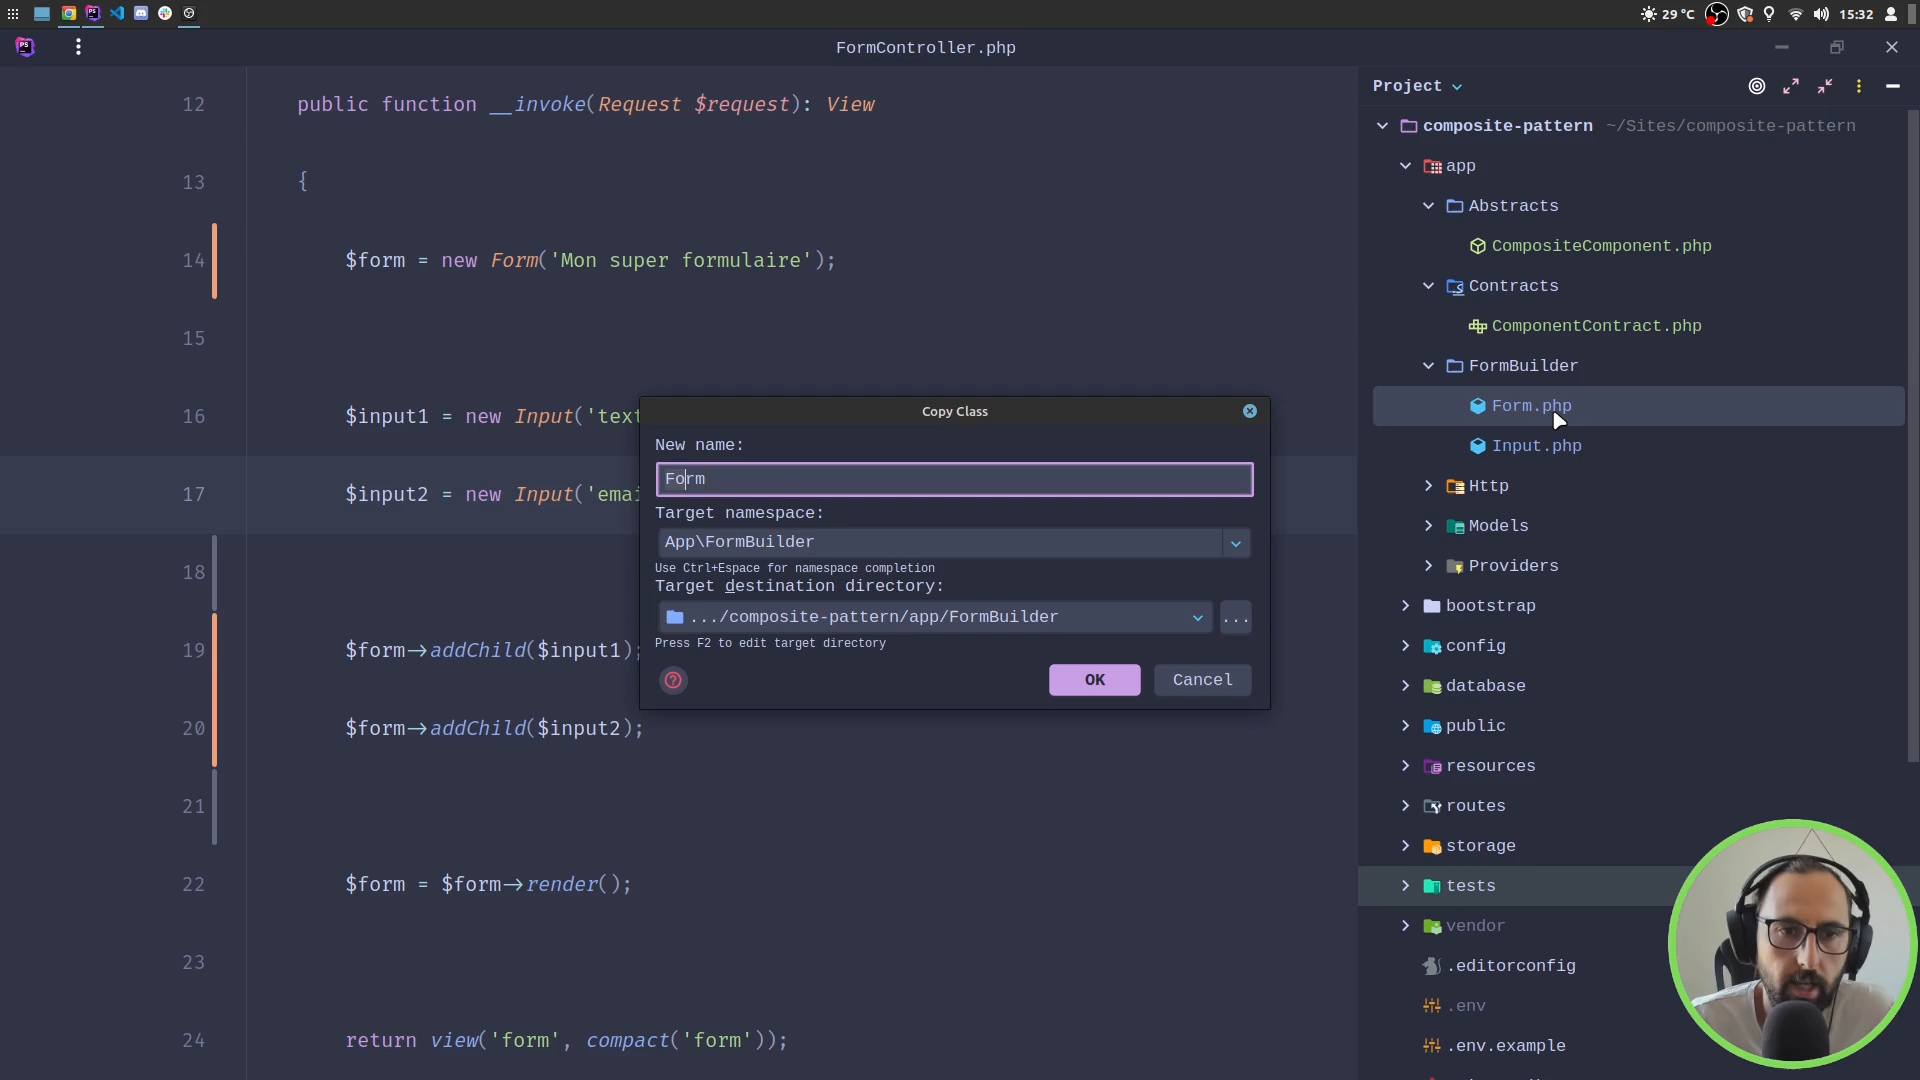 29 °C
15:32
FormController.php
12 public function __invoke(Request $request): View
13 {
14 $form = new Form('Mon super formulaire');
15
16 $input1 = new Input('text
17 $input2 = new Input('emai
18
19 $form→addChild($input1);
20 $form→addChild($input2);
21
22 $form = $form→render();
23
24 return view('form', compact('form'));
Copy Class
New name:
Form
Target namespace:
App\FormBuilder
Use Ctrl+Espace for namespace completion
Target destination directory:
.../composite-pattern/app/FormBuilder
...
Press F2 to edit target directory
OK
Cancel
Project
composite-pattern ~/Sites/composite-pattern
app
Abstracts
CompositeComponent.php
Contracts
ComponentContract.php
FormBuilder
Form.php
Input.php
Http
Models
Providers
bootstrap
config
database
public
resources
routes
storage
tests
vendor
.editorconfig
.env
.env.example